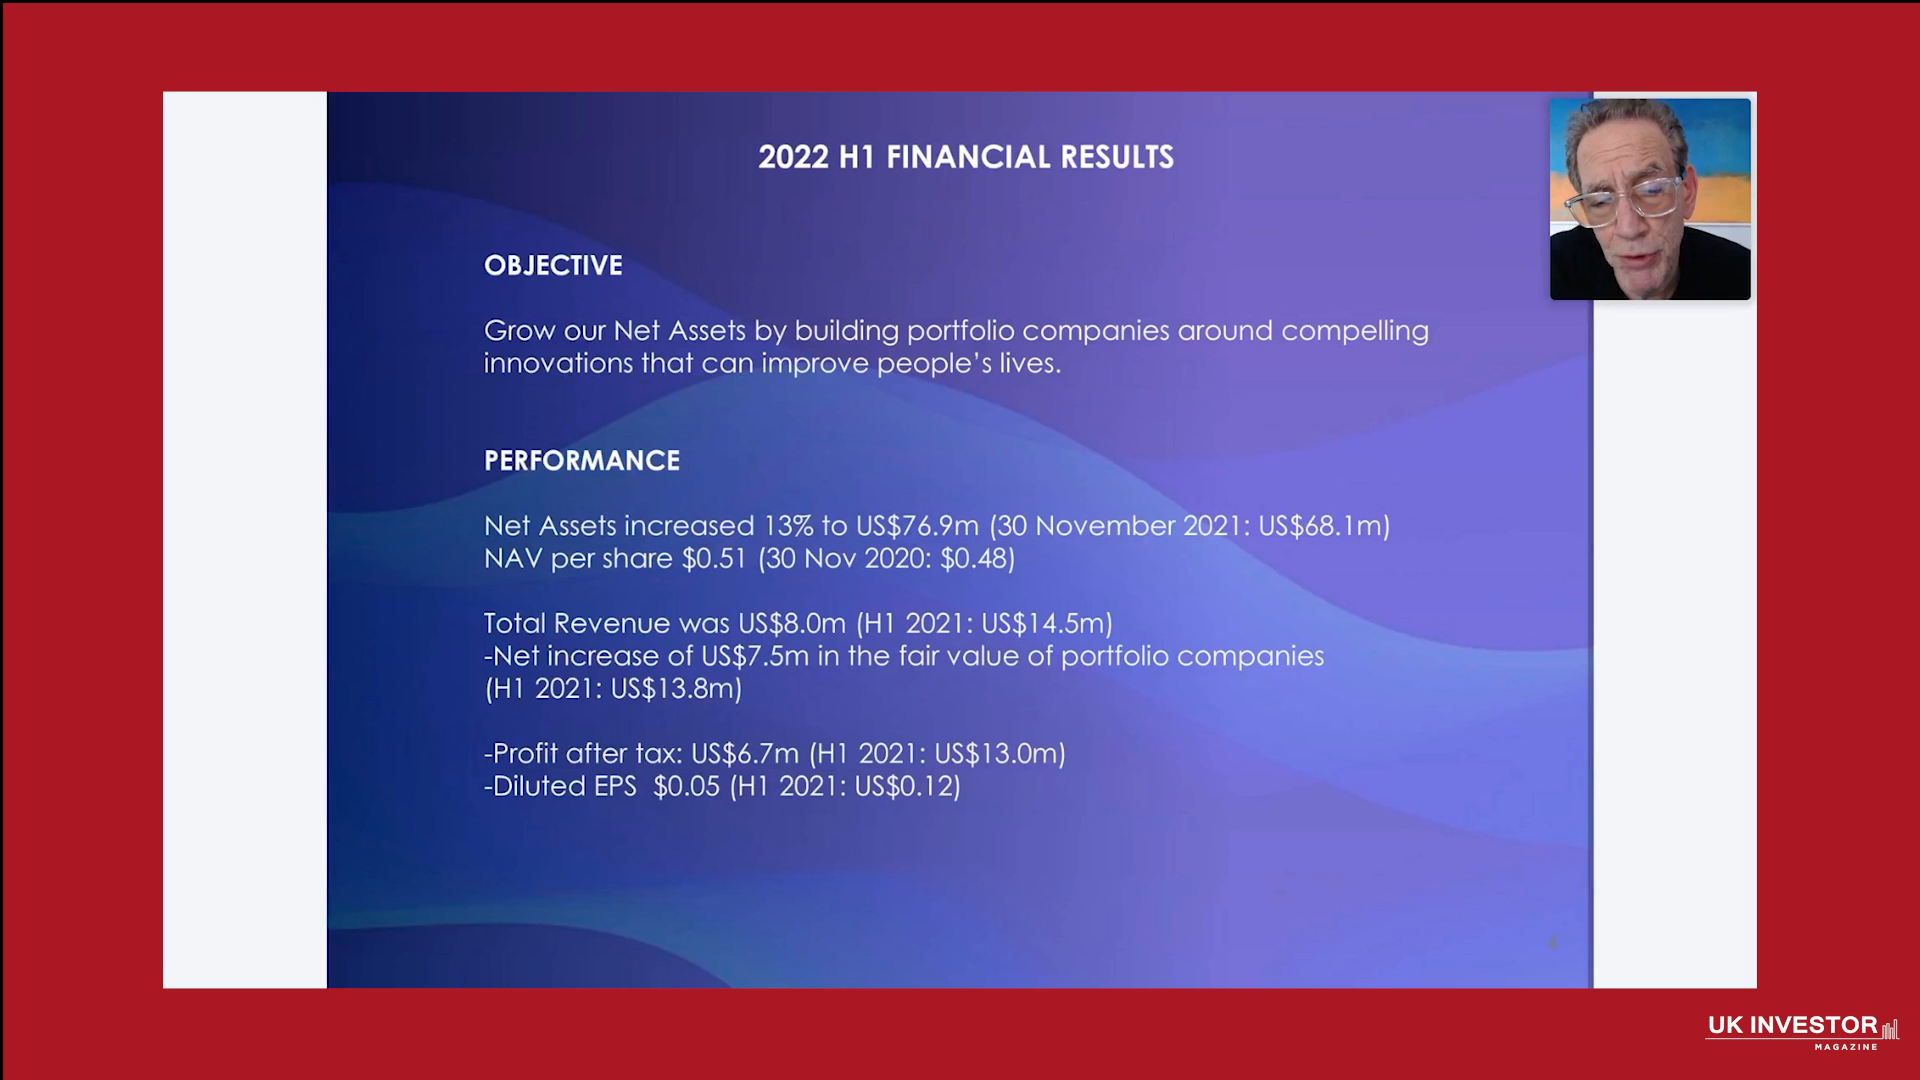 2022 H1 FINANCIAL RESULTS
OBJECTIVE
Grow our Net Assets by building portfolio companies around compelling
innovations that can improve people's lives.
PERFORMANCE
Net Assets increased 13% to US$76.9m (30 November 2021: US$68.1m)
NAV per share $0.51 (30 Nov 2020: $0.48)
Total Revenue was US$8.0m (H1 2021: US$14.5m)
-Net increase of US$7.5m in the fair value of portfolio companies
(H1 2021: US$13.8m)
-Profit after tax: US$6.7m (H1 2021: US$13.0m)
-Diluted EPS  $0.05 (H1 2021: US$0.12)
4
UK INVESTOR
MAGAZINE